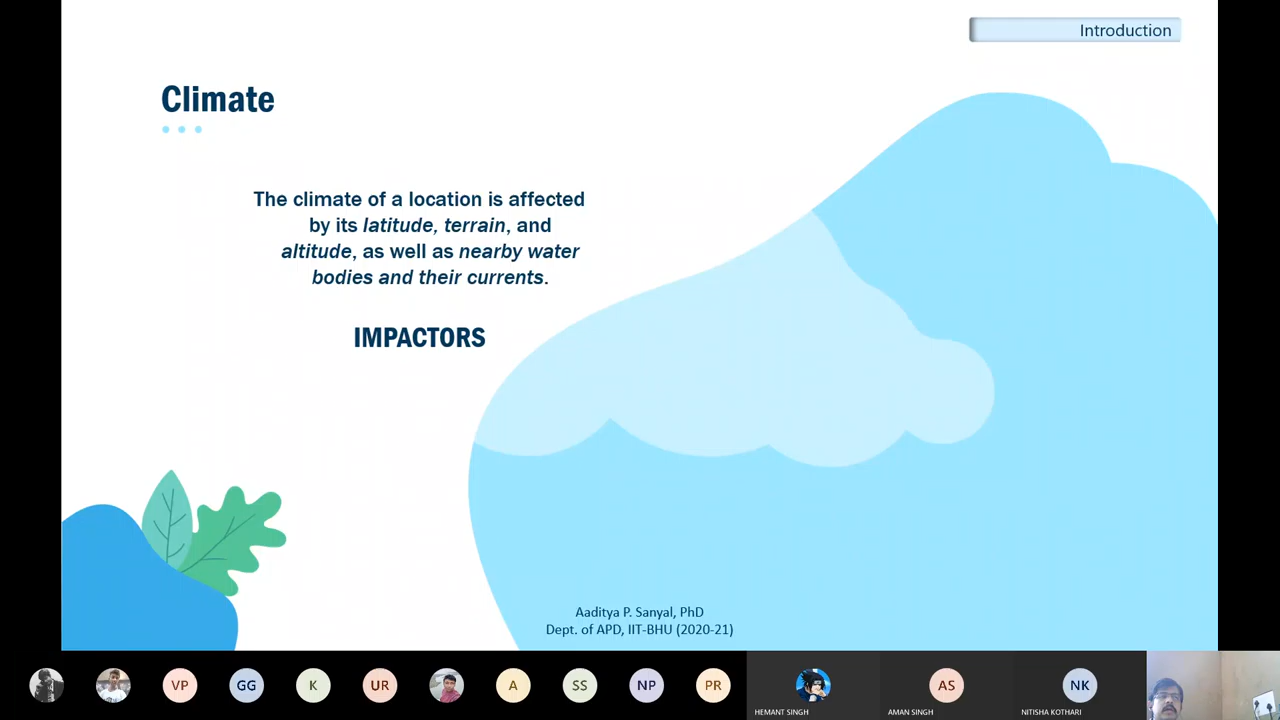 Introduction
Climate
The climate of a location is affected
by its latitude, terrain, and
altitude, as well as nearby water
bodies and their currents.
IMPACTORS
Aaditya P. Sanyal, PhD
Dept. of APD, IIT-BHU (2020-21)
VP
GG
K
UR
A
SS
NP
PR
AS
NK
HEMANT SINGH
AMAN SINGH
NITISHA KOTHARI